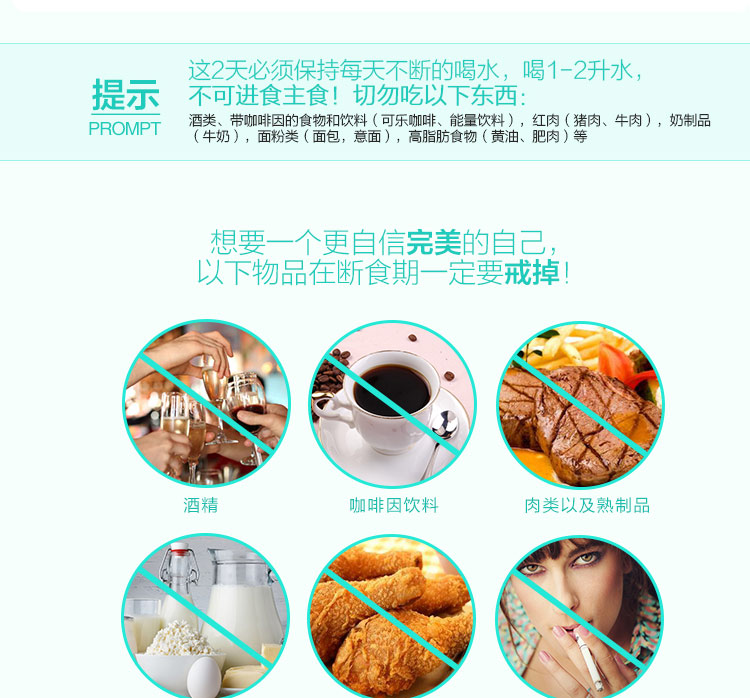 提示
PROMPT
这2天必须保持每天不断的喝水，喝1-2升水，
不可进食主食！切勿吃以下东西：
酒类、带咖啡因的食物和饮料（可乐咖啡、能量饮料），红肉（猪肉、牛肉），奶制品
（牛奶），面粉类（面包，意面），高脂肪食物（黄油、肥肉）等
想要一个更自信完美的自己，
以下物品在断食期一定要戒掉！
酒精
咖啡因饮料
肉类以及熟制品